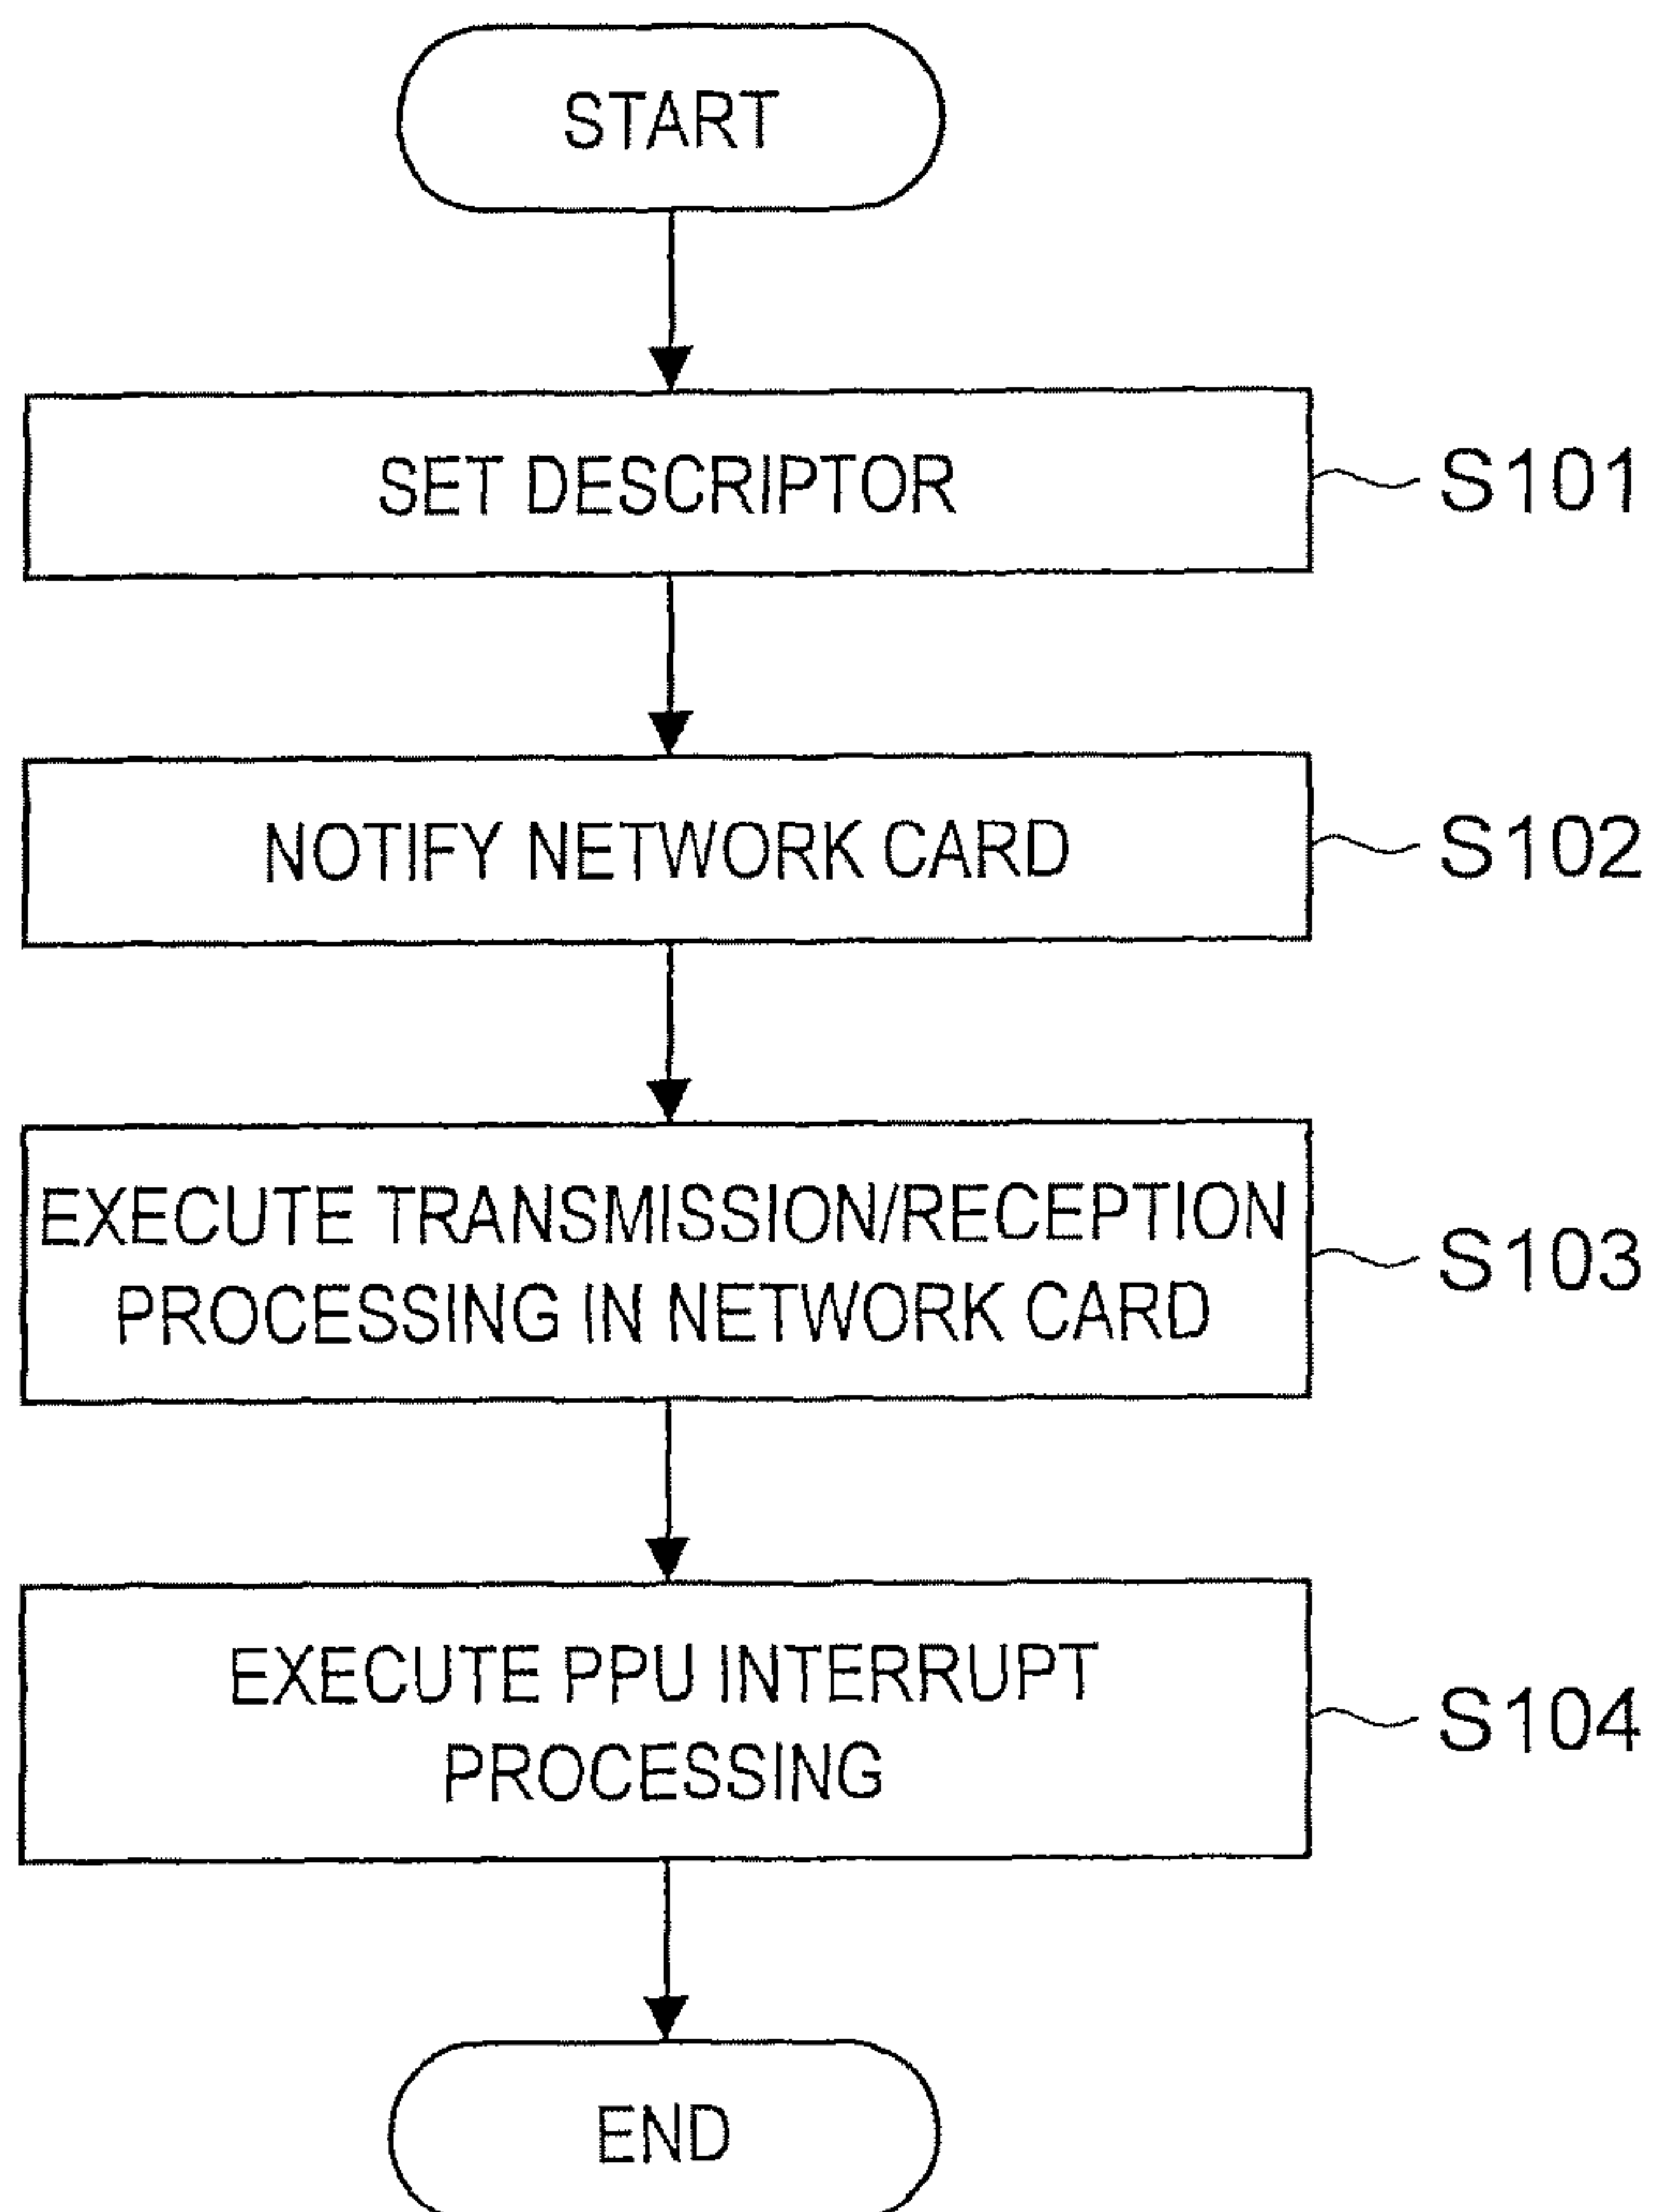 START
SET DESCRIPTOR
S101
NOTIFY NETWORK CARD
S102
EXECUTE TRANSMISSION/RECEPTION
PROCESSING IN NETWORK CARD
S103
EXECUTE PPU INTERRUPT
PROCESSING
S104
END